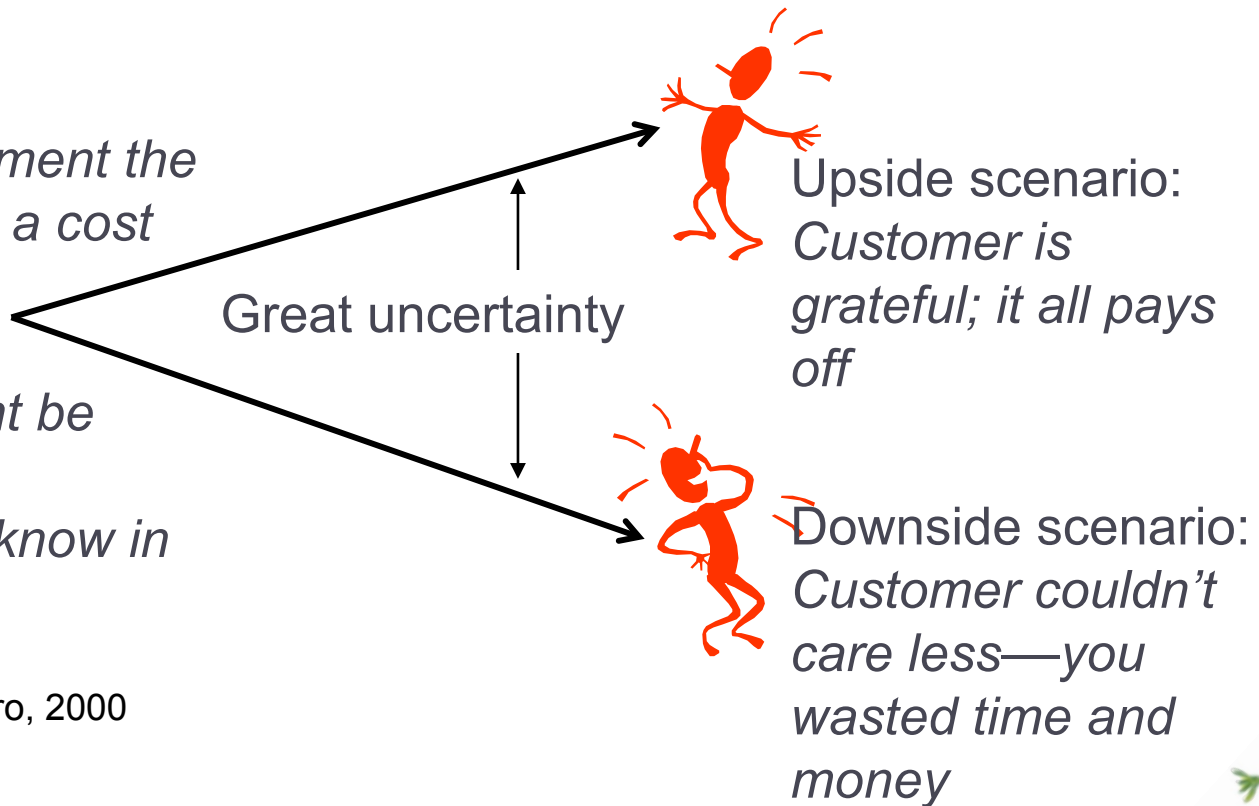 ment the
a cost
Great uncertainty
be
know in
ro, 2000
Upside scenario:
Customer is
grateful; it all pays
off
Downside scenario:
Customer couldn’t
care less—you
wasted time and
money